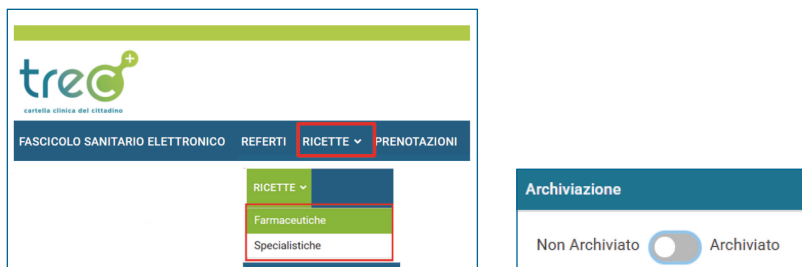 trec+
cartella clinica del cittadino
FASCICOLO SANITARIO ELETTRONICO REFERTI RICETTE PRENOTAZIONI
RICETTE
Farmaceutiche
Specialistiche
Archiviazione
Non Archiviato Archiviato